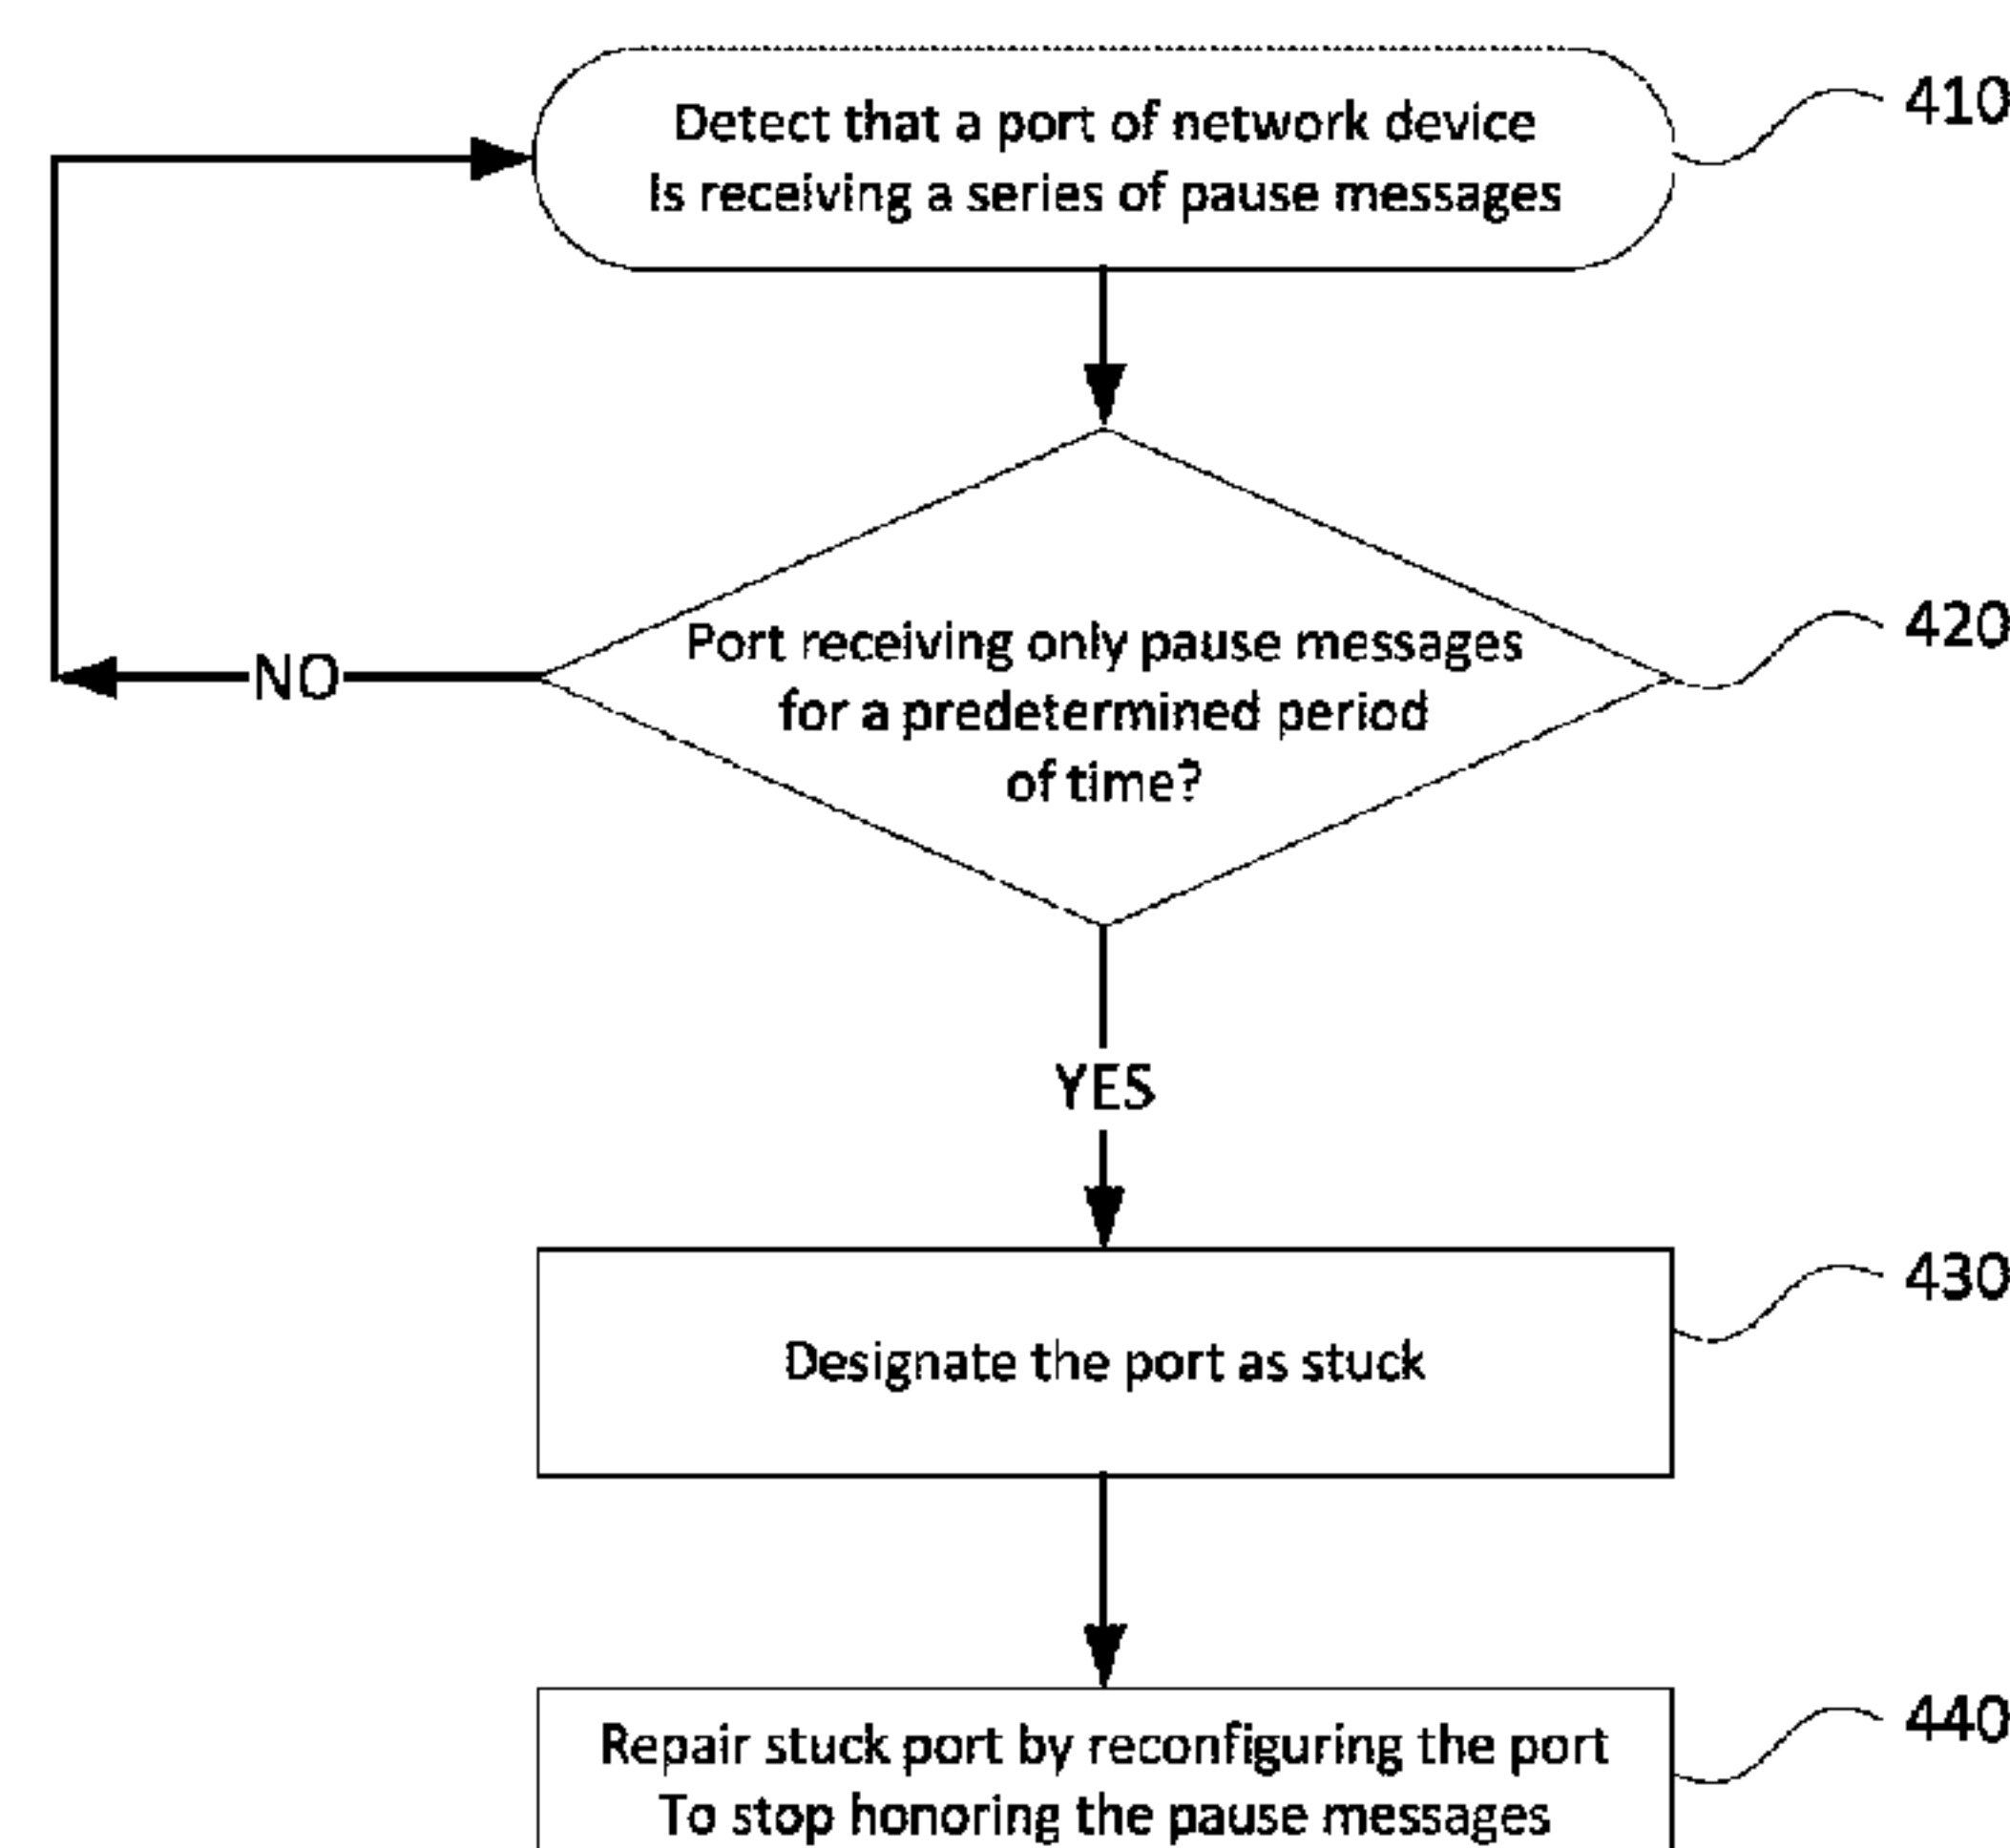 Detect that a port of network device
Is receiving a series of pause messages
410
Port receiving only pause messages
for a predetermined period
of time?
420
NO
YES
Designate the port as stuck
430
Repair stuck port by reconfiguring the port
To stop honoring the pause messages
440